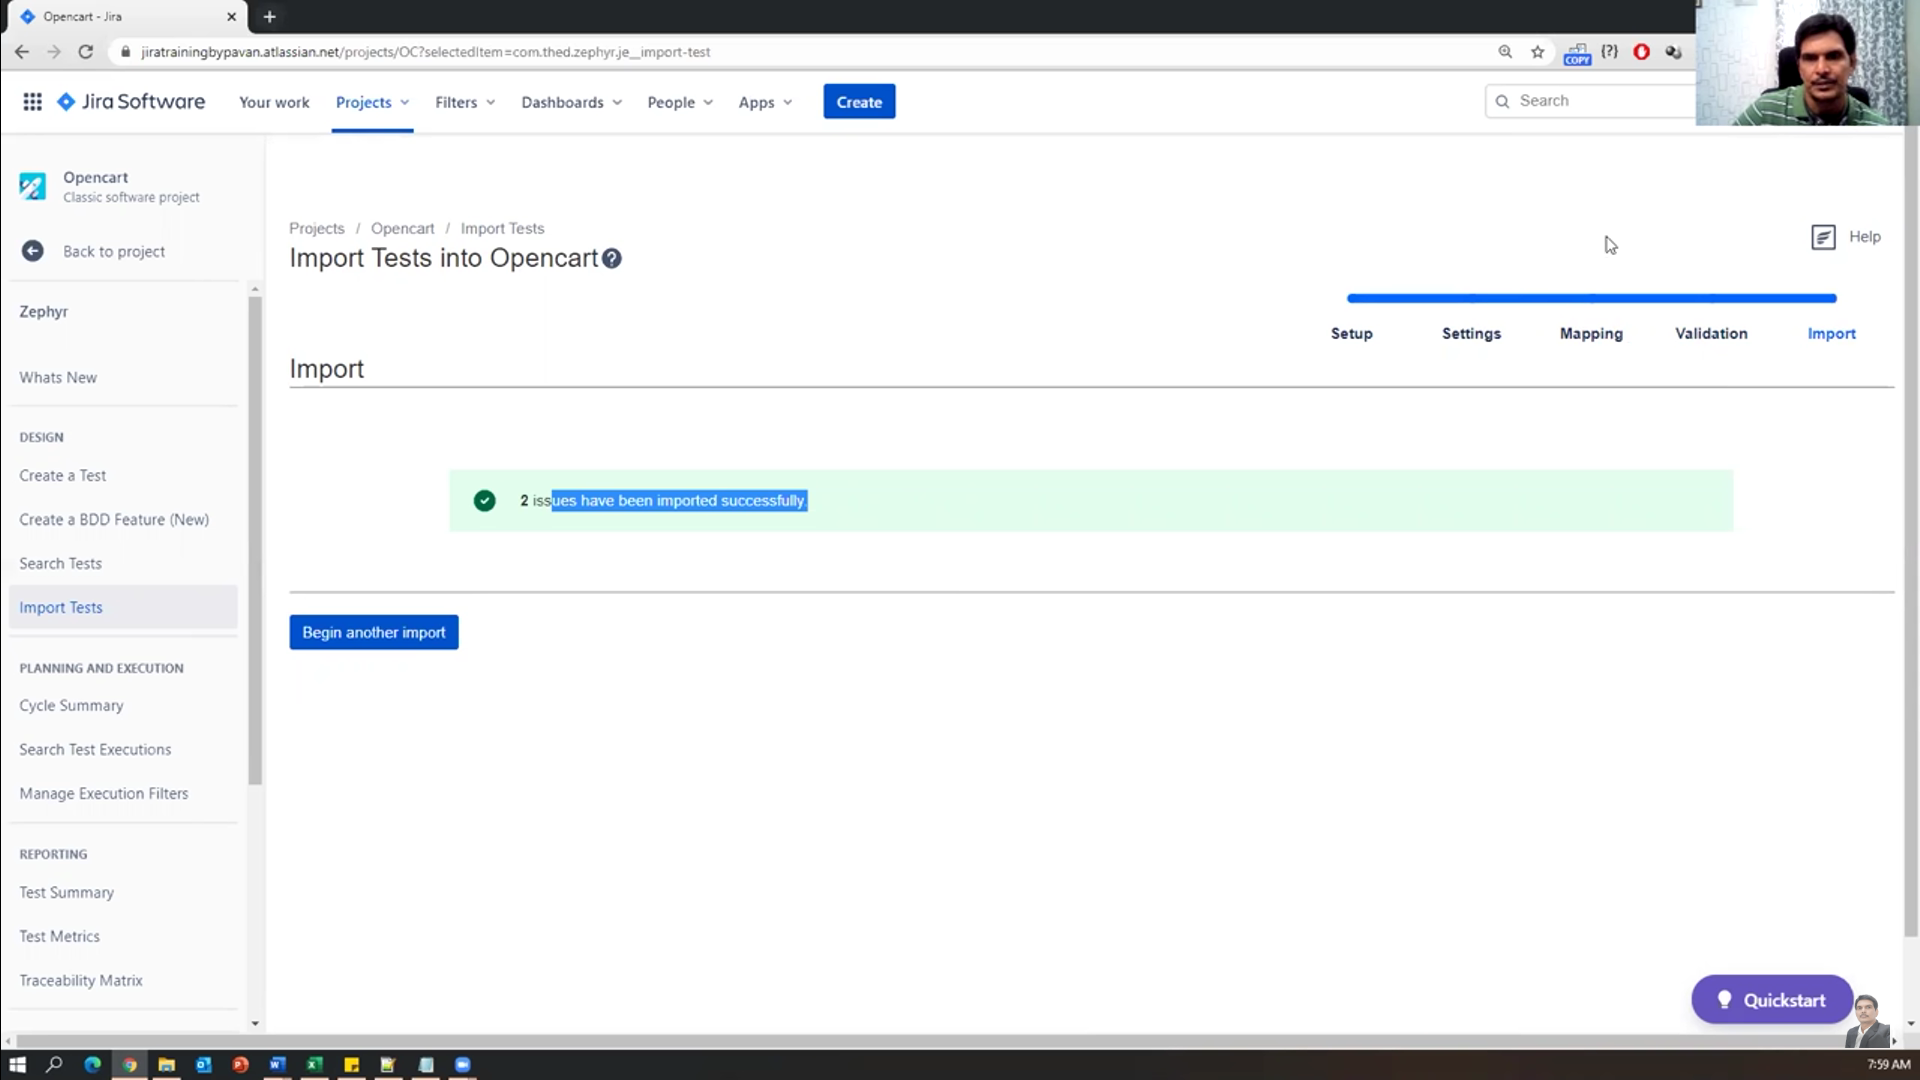 Opencart - Jira
jiratrainingbypavan.atlassian.net/projects/OC?selectedItem=com.thed.zephyr.je__import-test
COPY
Jira Software
Your work
Projects
Filters
Dashboards
People
Apps
Create
Search
Opencart
Classic software project
Back to project
Zephyr
Whats New
DESIGN
Create a Test
Create a BDD Feature (New)
Search Tests
Import Tests
PLANNING AND EXECUTION
Cycle Summary
Search Test Executions
Manage Execution Filters
REPORTING
Test Summary
Test Metrics
Traceability Matrix
Projects / Opencart / Import Tests
Import Tests into Opencart
Help
Setup
Settings
Mapping
Validation
Import
Import
2 issues have been imported successfully.
Begin another import
Quickstart
7:59 AM